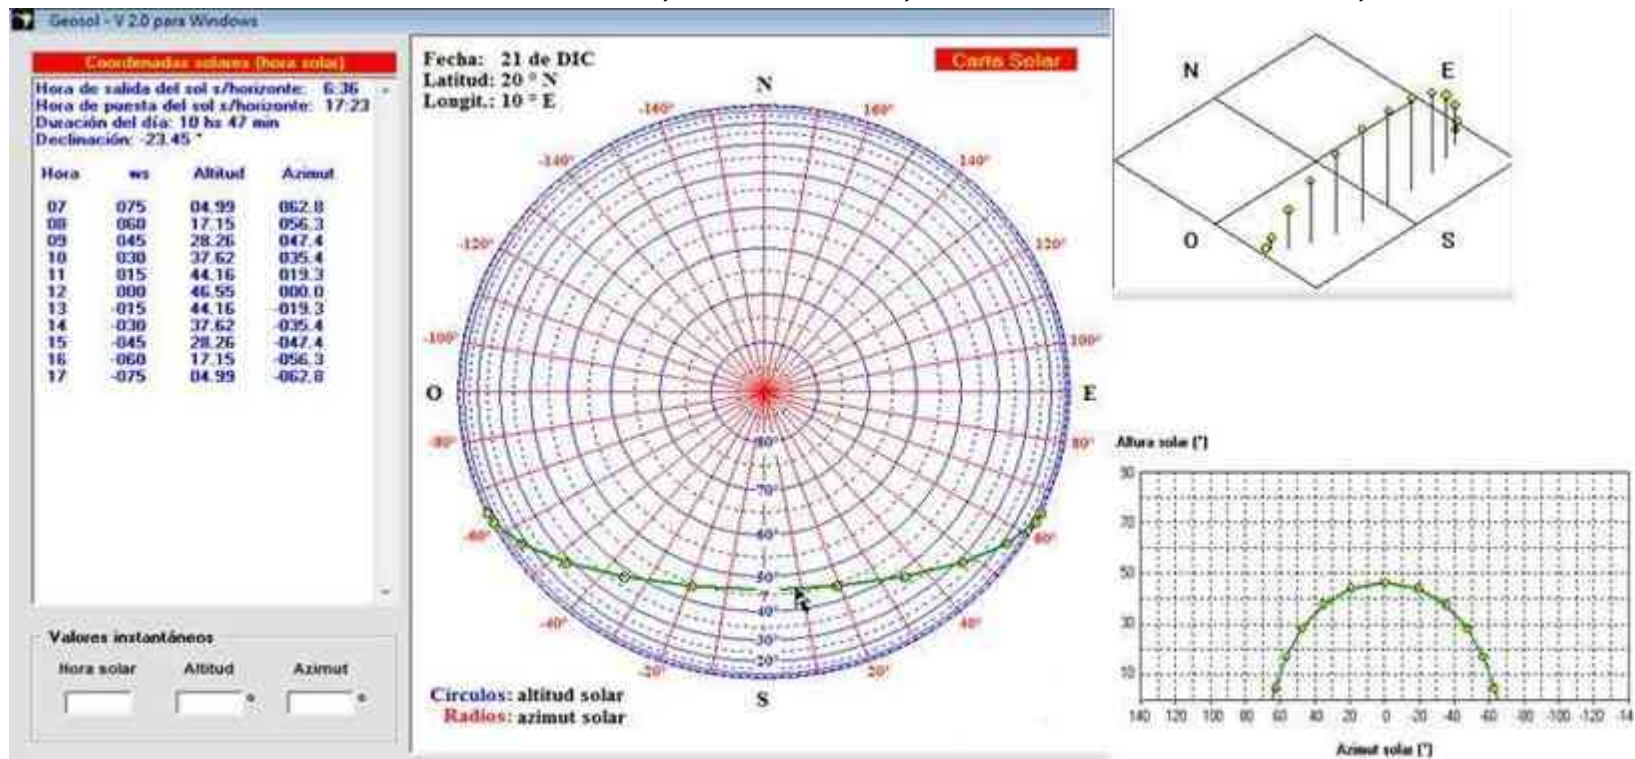 Geosol - V 2.0 para Windows
Coordenadas solares (hora solar)
Hora de salida del sol s/horizonte: 6:36
Hora de puesta del sol s/horizonte: 17:23
Duración del día: 10 hs 47 min
Declinación: -23.45 °
Hora ws Altitud Azimut
07 075 04.99 062.8
08 060 17.15 056.3
09 045 28.26 047.4
10 030 37.62 035.4
11 015 44.16 019.3
12 000 46.55 000.0
13 -015 44.16 -019.3
14 -030 37.62 -035.4
15 -045 28.26 -047.4
16 -060 17.15 -056.3
17 -075 04.99 -062.8
Valores instantáneos
Hora solar Altitud Azimut
° °
Fecha: 21 de DIC
Latitud: 20 ° N
Longit.: 10 ° E
Carta Solar
N
-140° 160°
-140° 140°
-120° 120°
-100° 100°
O E
-80° 80°
-60° 60°
-40° 40°
-20° 20°
-80°
-70°
-60°
-50°
-40°
-30°
-20°
S
Círculos: altitud solar
Radios: azimut solar
N E
O S
Altura solar (°)
90
70
50
30
10
140 120 100 80 60 40 20 0 -20 -40 -60 -80 -100 -120 -14
Azimut solar (°)